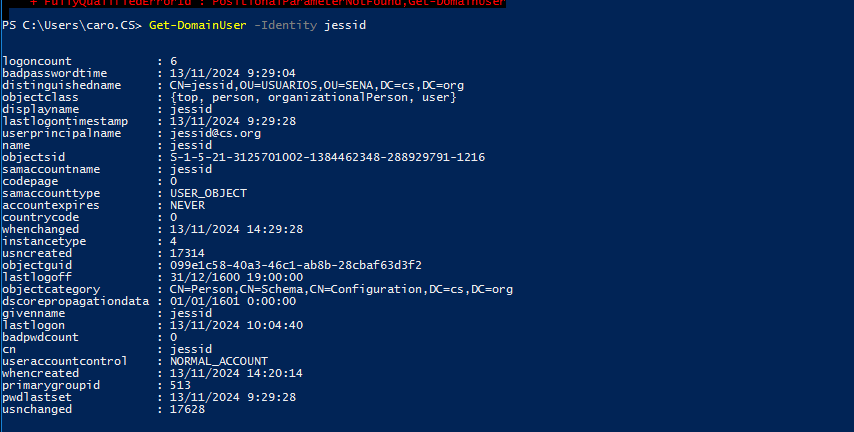 + FullyQualifiedErrorId : PositionalParameterNotFound,Get-DomainUser
PS C:\Users\caro.CS> Get-DomainUser -Identity jessid
logoncount : 6
badpasswordtime : 13/11/2024 9:29:04
distinguishedname : CN=jessid,OU=USUARIOS,OU=SENA,DC=cs,DC=org
objectclass : {top, person, organizationalPerson, user}
displayname : jessid
lastlogontimestamp : 13/11/2024 9:29:28
userprincipalname : jessid@cs.org
name : jessid
objectsid : S-1-5-21-3125701002-1384462348-288929791-1216
samaccountname : jessid
codepage : 0
samaccounttype : USER_OBJECT
accountexpires : NEVER
countrycode : 0
whenchanged : 13/11/2024 14:29:28
instancetype : 4
usncreated : 17314
objectguid : 099e1c58-40a3-46c1-ab8b-28cbaf63d3f2
lastlogoff : 31/12/1600 19:00:00
objectcategory : CN=Person,CN=Schema,CN=Configuration,DC=cs,DC=org
dscorepropagationdata : 01/01/1601 0:00:00
givenname : jessid
lastlogon : 13/11/2024 10:04:40
badpwdcount : 0
cn : jessid
useraccountcontrol : NORMAL_ACCOUNT
whencreated : 13/11/2024 14:20:14
primarygroupid : 513
pwdlastset : 13/11/2024 9:29:28
usnchanged : 17628